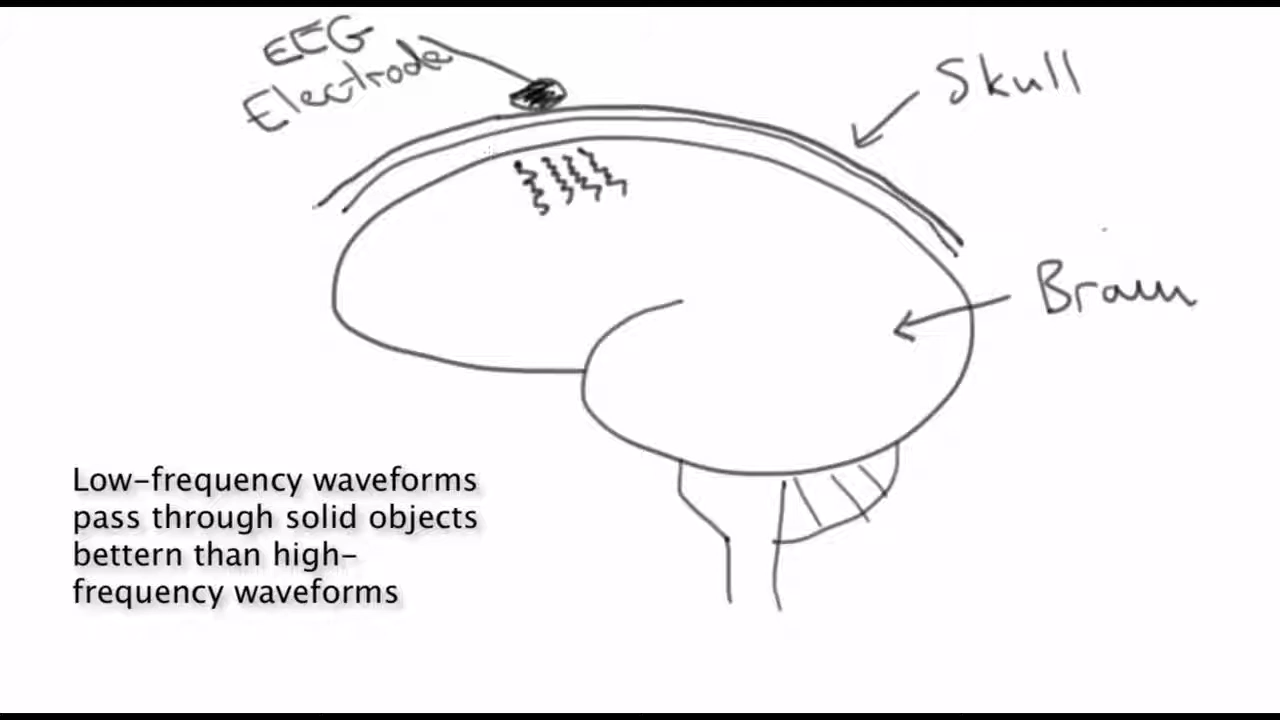 EEG
Electrode
Skull
Brain
Low-frequency waveforms
pass through solid objects
bettern than high-
frequency waveforms